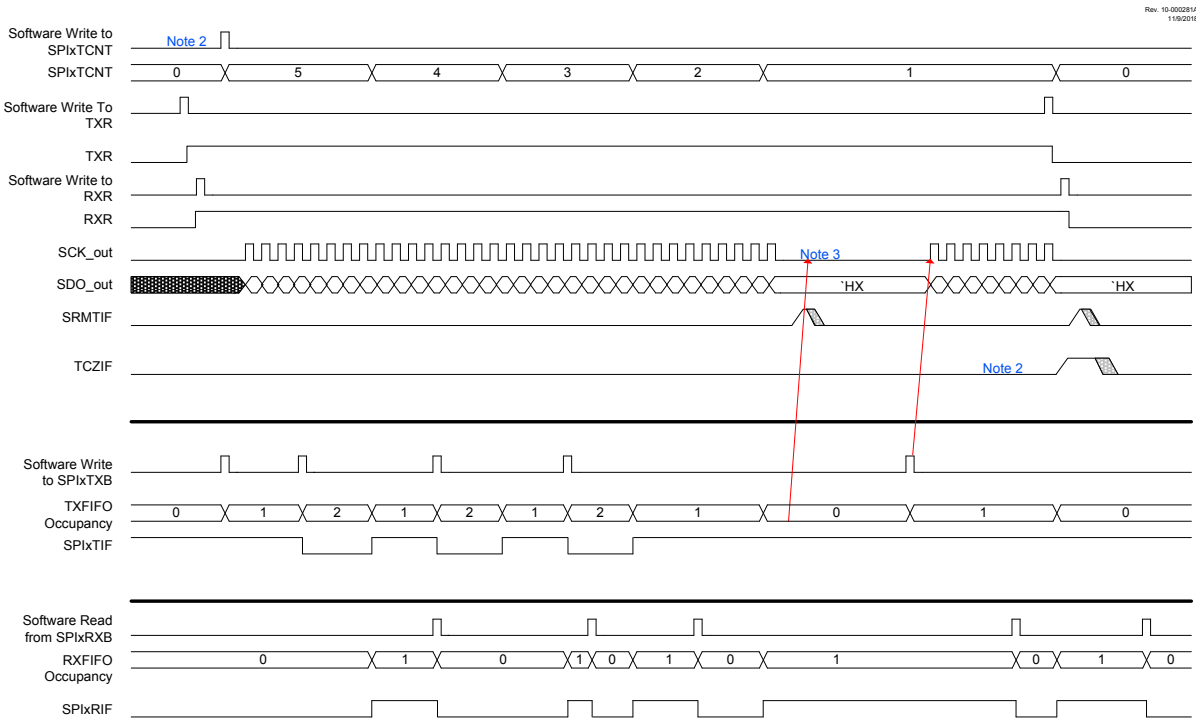 Rev. 10-000281A
11/9/2018
Software Write to
SPIxTCNT
Note 2
SPIxTCNT
0 5 4 3 2 1 0
Software Write To
TXR
TXR
Software Write to
RXR
RXR
SCK_out
Note 3
SDO_out
`HX `HX
SRMTIF
TCZIF
Note 2
Software Write
to SPIxTXB
TXFIFO
Occupancy
0 1 2 1 2 1 2 1 0 1 0
SPIxTIF
Software Read
from SPIxRXB
RXFIFO
Occupancy
0 1 0 1 0 1 0 1 0 1 0
SPIxRIF